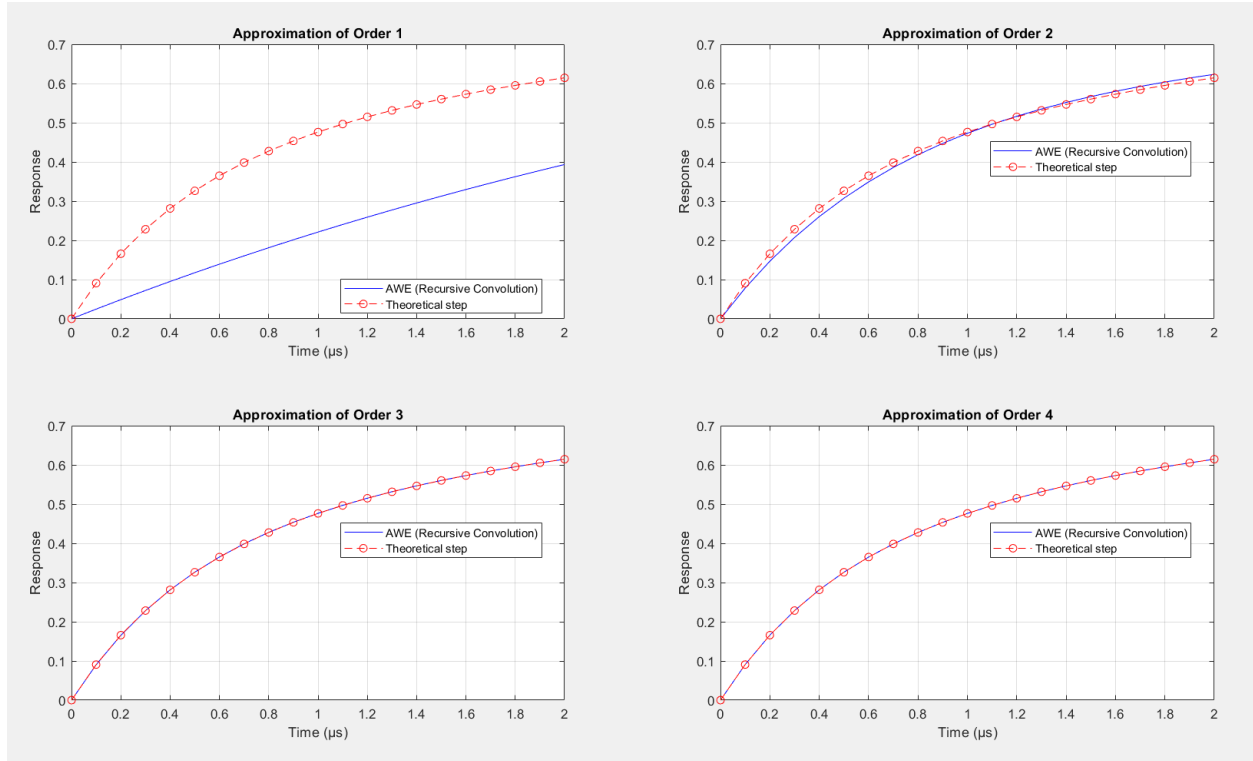 Approximation of Order 1
0.7
0.6
0.5
0.4
0.3
0.2
0.1
0
Response
AWE (Recursive Convolution)
Theoretical step
0 0.2 0.4 0.6 0.8 1 1.2 1.4 1.6 1.8 2
Time (µs)
Approximation of Order 2
0.7
0.6
0.5
0.4
0.3
0.2
0.1
0
Response
AWE (Recursive Convolution)
Theoretical step
0 0.2 0.4 0.6 0.8 1 1.2 1.4 1.6 1.8 2
Time (µs)
Approximation of Order 3
0.7
0.6
0.5
0.4
0.3
0.2
0.1
0
Response
AWE (Recursive Convolution)
Theoretical step
0 0.2 0.4 0.6 0.8 1 1.2 1.4 1.6 1.8 2
Time (µs)
Approximation of Order 4
0.7
0.6
0.5
0.4
0.3
0.2
0.1
0
Response
AWE (Recursive Convolution)
Theoretical step
0 0.2 0.4 0.6 0.8 1 1.2 1.4 1.6 1.8 2
Time (µs)